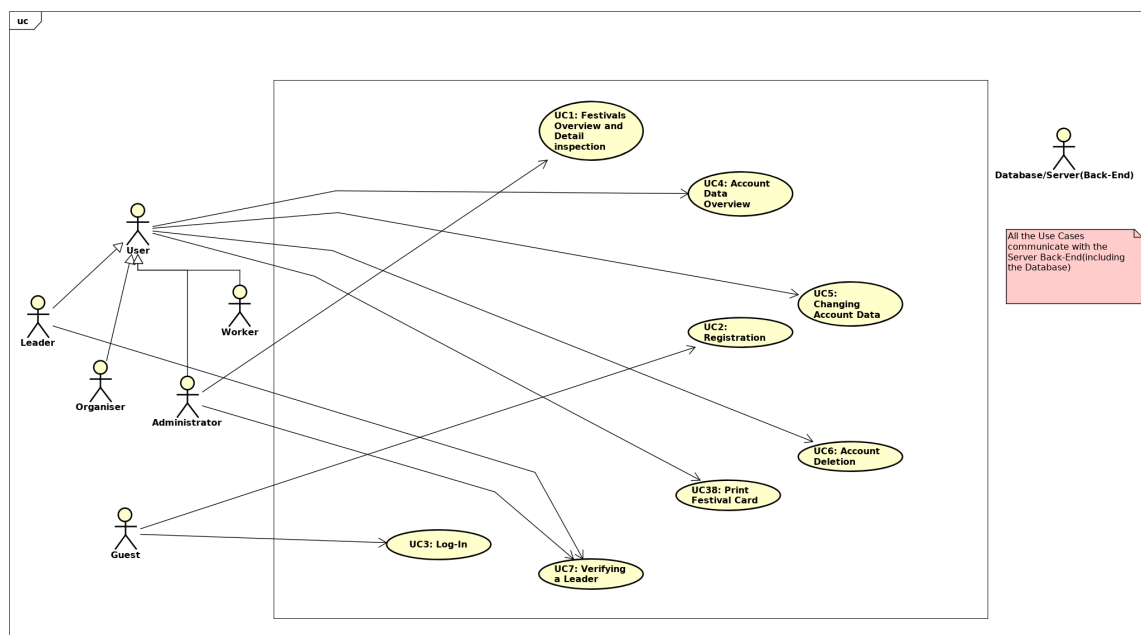 uc
UC1: Festivals
Overview and
Detail
inspection
Database/Server(Back-End)
UC4: Account
Data
Overview
User
All the Use Cases
communicate with the
Server Back-End(including
the Database)
UC5:
Changing
Account Data
Leader
Worker
UC2:
Registration
Organiser
Administrator
UC6: Account
Deletion
UC38: Print
Festival Card
Guest
UC3: Log-In
UC7: Verifying
a Leader